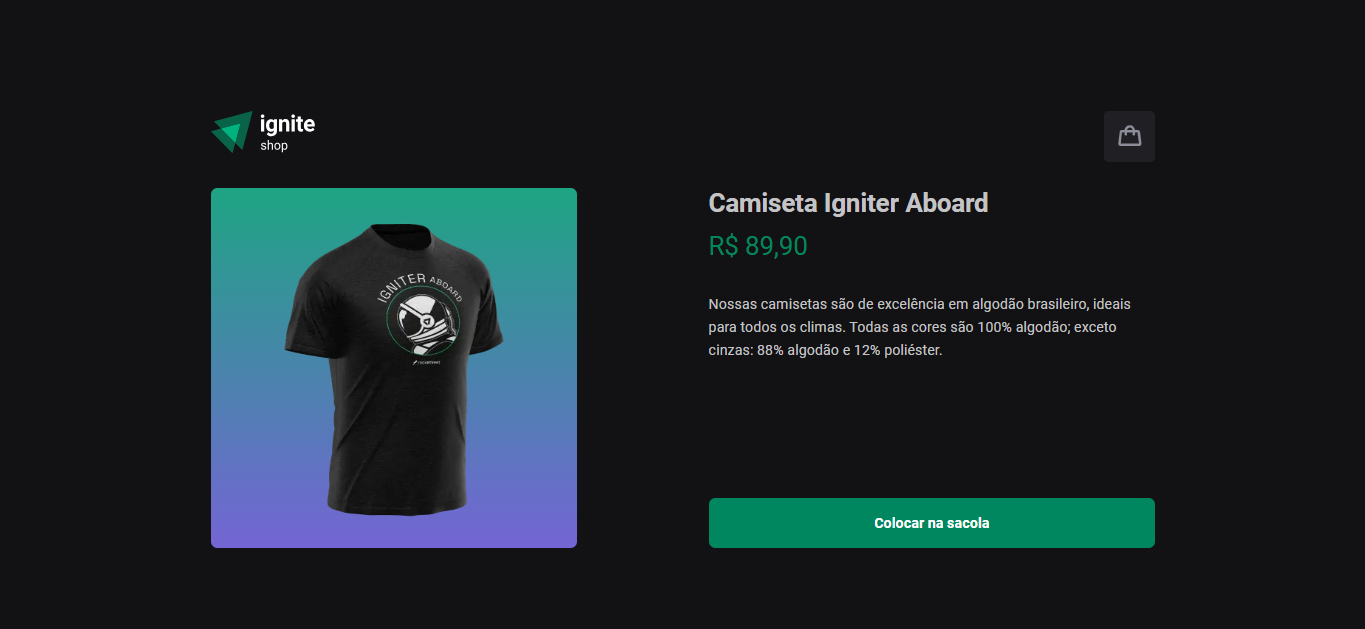 ignite
shop
Camiseta Igniter Aboard
R$ 89,90
IGNITER ABOARD
Nossas camisetas são de excelência em algodão brasileiro, ideais
para todos os climas. Todas as cores são 100% algodão; exceto
cinzas: 88% algodão e 12% poliéster.
Colocar na sacola